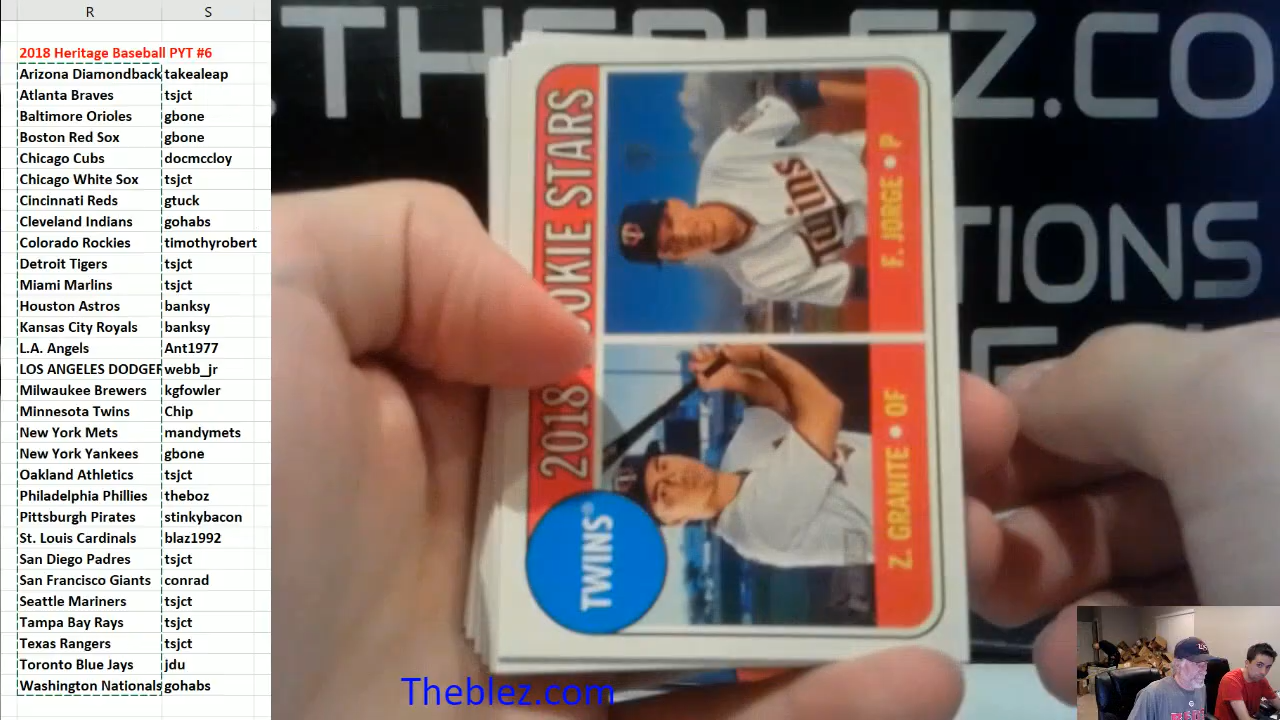 R S
2018 Heritage Baseball PYT #6
Arizona Diamondback takealeap
Atlanta Braves tsjct
Baltimore Orioles gbone
Boston Red Sox gbone
Chicago Cubs docmccloy
Chicago White Sox tsjct
Cincinnati Reds gtuck
Cleveland Indians gohabs
Colorado Rockies timothyrobert
Detroit Tigers tsjct
Miami Marlins tsjct
Houston Astros banksy
Kansas City Royals banksy
L.A. Angels Ant1977
LOS ANGELES DODGER webb_jr
Milwaukee Brewers kgfowler
Minnesota Twins Chip
New York Mets mandymets
New York Yankees gbone
Oakland Athletics tsjct
Philadelphia Phillies theboz
Pittsburgh Pirates stinkybacon
St. Louis Cardinals blaz1992
San Diego Padres tsjct
San Francisco Giants conrad
Seattle Mariners tsjct
Tampa Bay Rays tsjct
Texas Rangers tsjct
Toronto Blue Jays jdu
Washington Nationals gohabs
.THEBLEZ.CO
TIONS
2018 OOKIE STARS
TWINS®
Z. GRANITE • OF
F. JORGE • P
Twins
Theblez.com